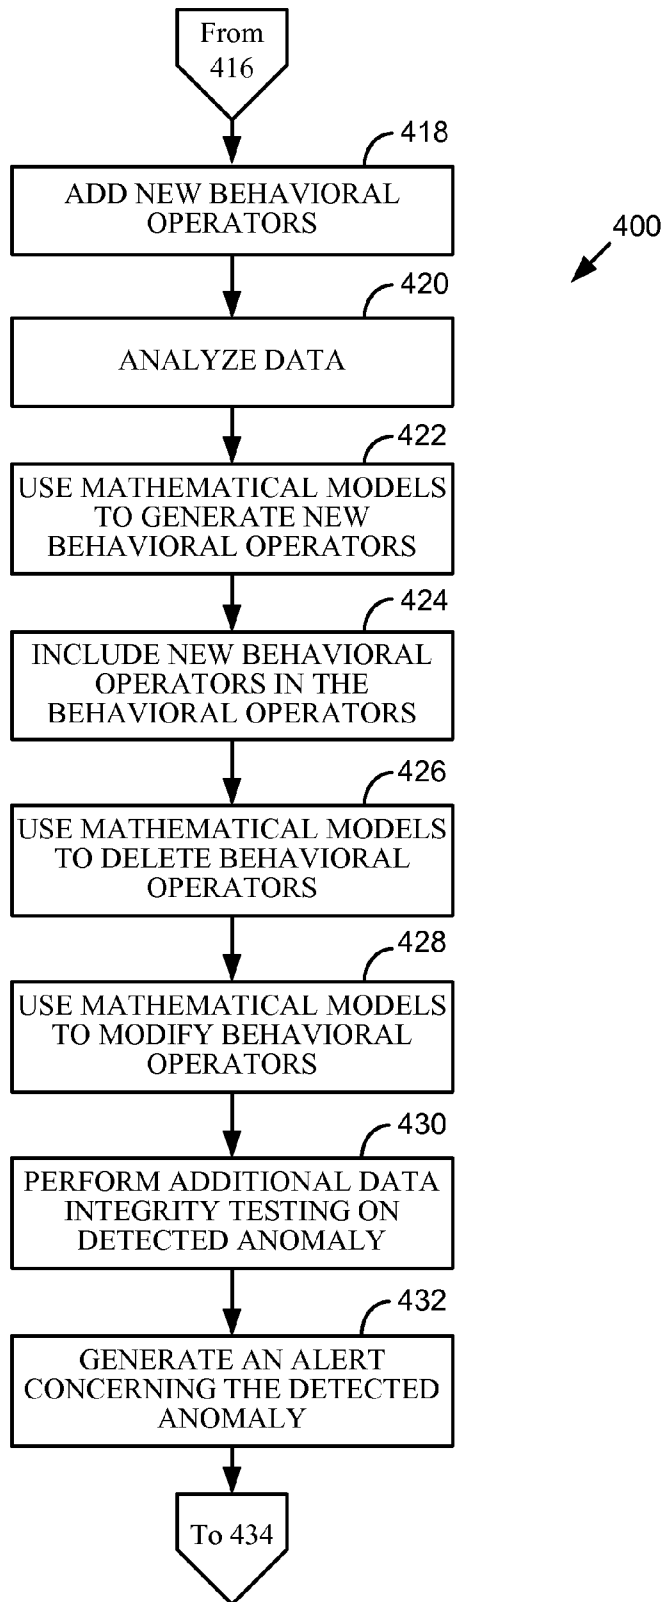 From
416
418
ADD NEW BEHAVIORAL
OPERATORS
400
420
ANALYZE DATA
422
USE MATHEMATICAL MODELS
TO GENERATE NEW
BEHAVIORAL OPERATORS
424
INCLUDE NEW BEHAVIORAL
OPERATORS IN THE
BEHAVIORAL OPERATORS
426
USE MATHEMATICAL MODELS
TO DELETE BEHAVIORAL
OPERATORS
428
USE MATHEMATICAL MODELS
TO MODIFY BEHAVIORAL
OPERATORS
430
PERFORM ADDITIONAL DATA
INTEGRITY TESTING ON
DETECTED ANOMALY
432
GENERATE AN ALERT
CONCERNING THE DETECTED
ANOMALY
To 434